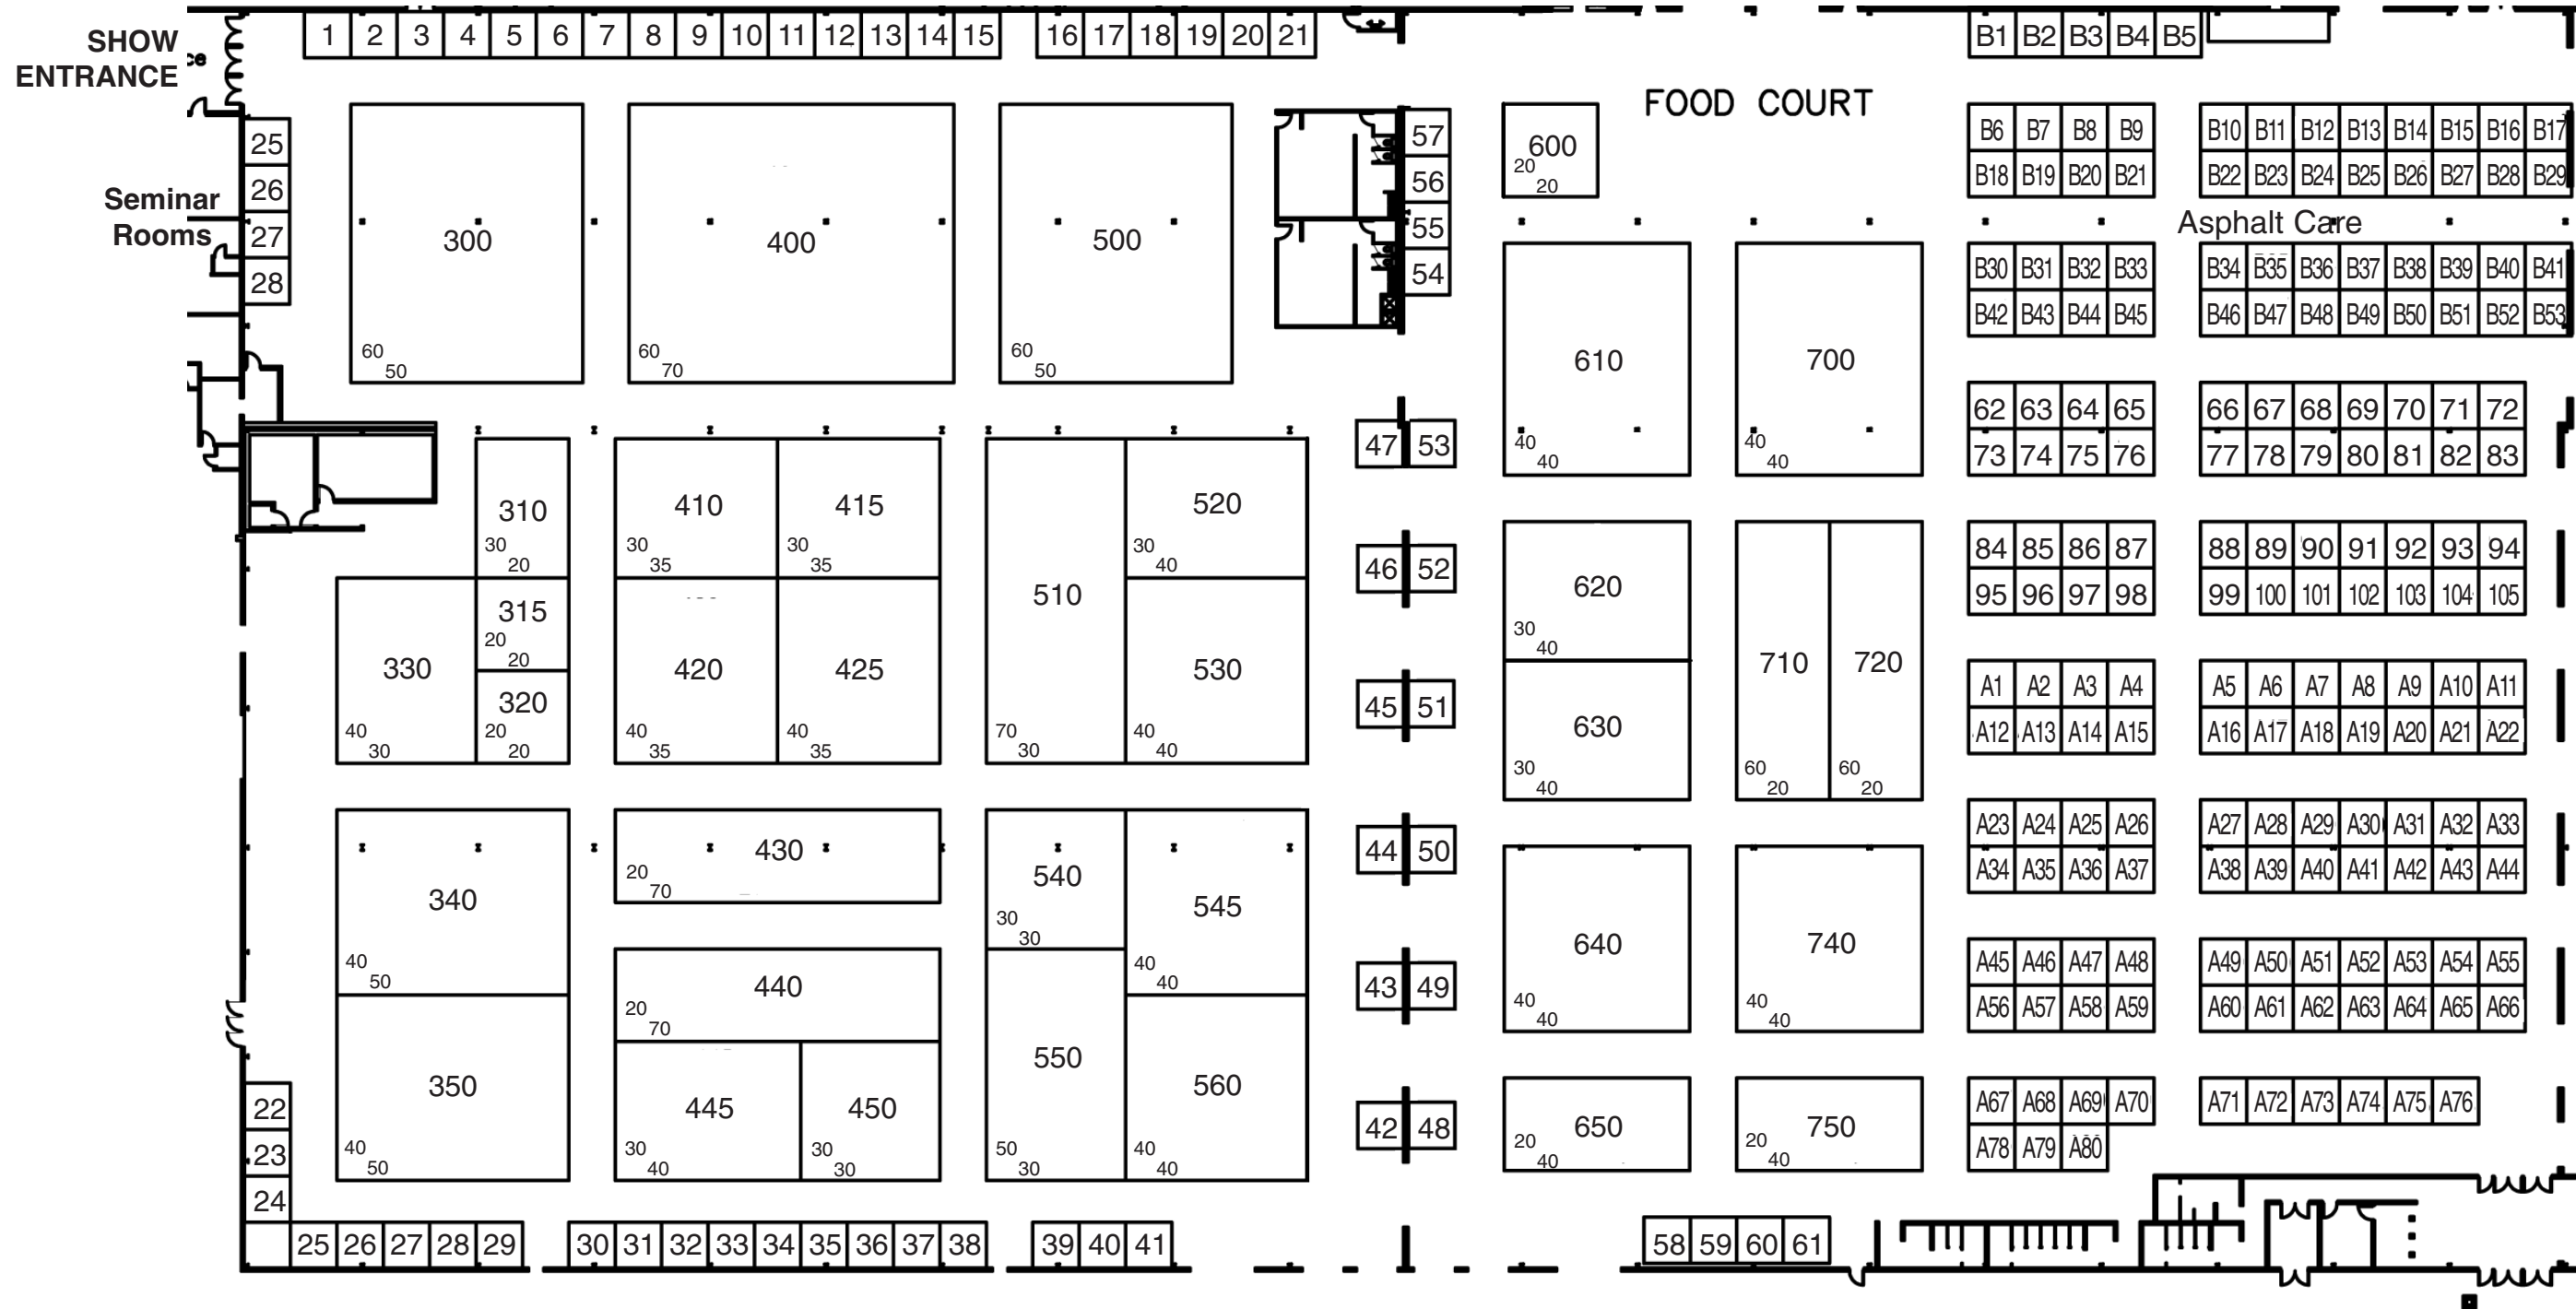 SHOW
ENTRANCE
ce
Seminar
Rooms
1 2 3 4 5 6 7 8 9 10 11 12 13 14 15
16 17 18 19 20 21
B1 B2 B3 B4 B5
FOOD COURT
25
26
27
28
300
60
50
400
60
70
500
60
50
57
56
55
54
600
20
20
B6 B7 B8 B9
B18 B19 B20 B21
B10 B11 B12 B13 B14 B15 B16 B17
B22 B23 B24 B25 B26 B27 B28 B29
Asphalt Care
610
40
40
700
40
40
B30 B31 B32 B33
B42 B43 B44 B45
B34 B35 B36 B37 B38 B39 B40 B41
B46 B47 B48 B49 B50 B51 B52 B53
62 63 64 65
73 74 75 76
66 67 68 69 70 71 72
77 78 79 80 81 82 83
310
30
20
315
20
20
320
20
20
330
40
30
410
30
35
415
30
35
420
40
35
425
40
35
510
70
30
520
30
40
530
40
40
47 53
46 52
45 51
44 50
43 49
42 48
620
30
40
630
30
40
710
60
20
720
60
20
84 85 86 87
95 96 97 98
88 89 90 91 92 93 94
99 100 101 102 103 104 105
A1 A2 A3 A4
A12 A13 A14 A15
A5 A6 A7 A8 A9 A10 A11
A16 A17 A18 A19 A20 A21 A22
340
40
50
350
40
50
430
20
70
440
20
70
445
30
40
450
30
30
540
30
30
545
40
40
550
50
30
560
40
40
640
40
40
740
40
40
650
20
40
750
20
40
A23 A24 A25 A26
A34 A35 A36 A37
A27 A28 A29 A30 A31 A32 A33
A38 A39 A40 A41 A42 A43 A44
A45 A46 A47 A48
A56 A57 A58 A59
A49 A50 A51 A52 A53 A54 A55
A60 A61 A62 A63 A64 A65 A66
A67 A68 A69 A70
A78 A79 A80
A71 A72 A73 A74 A75 A76
22
23
24
25 26 27 28 29
30 31 32 33 34 35 36 37 38
39 40 41
58 59 60 61